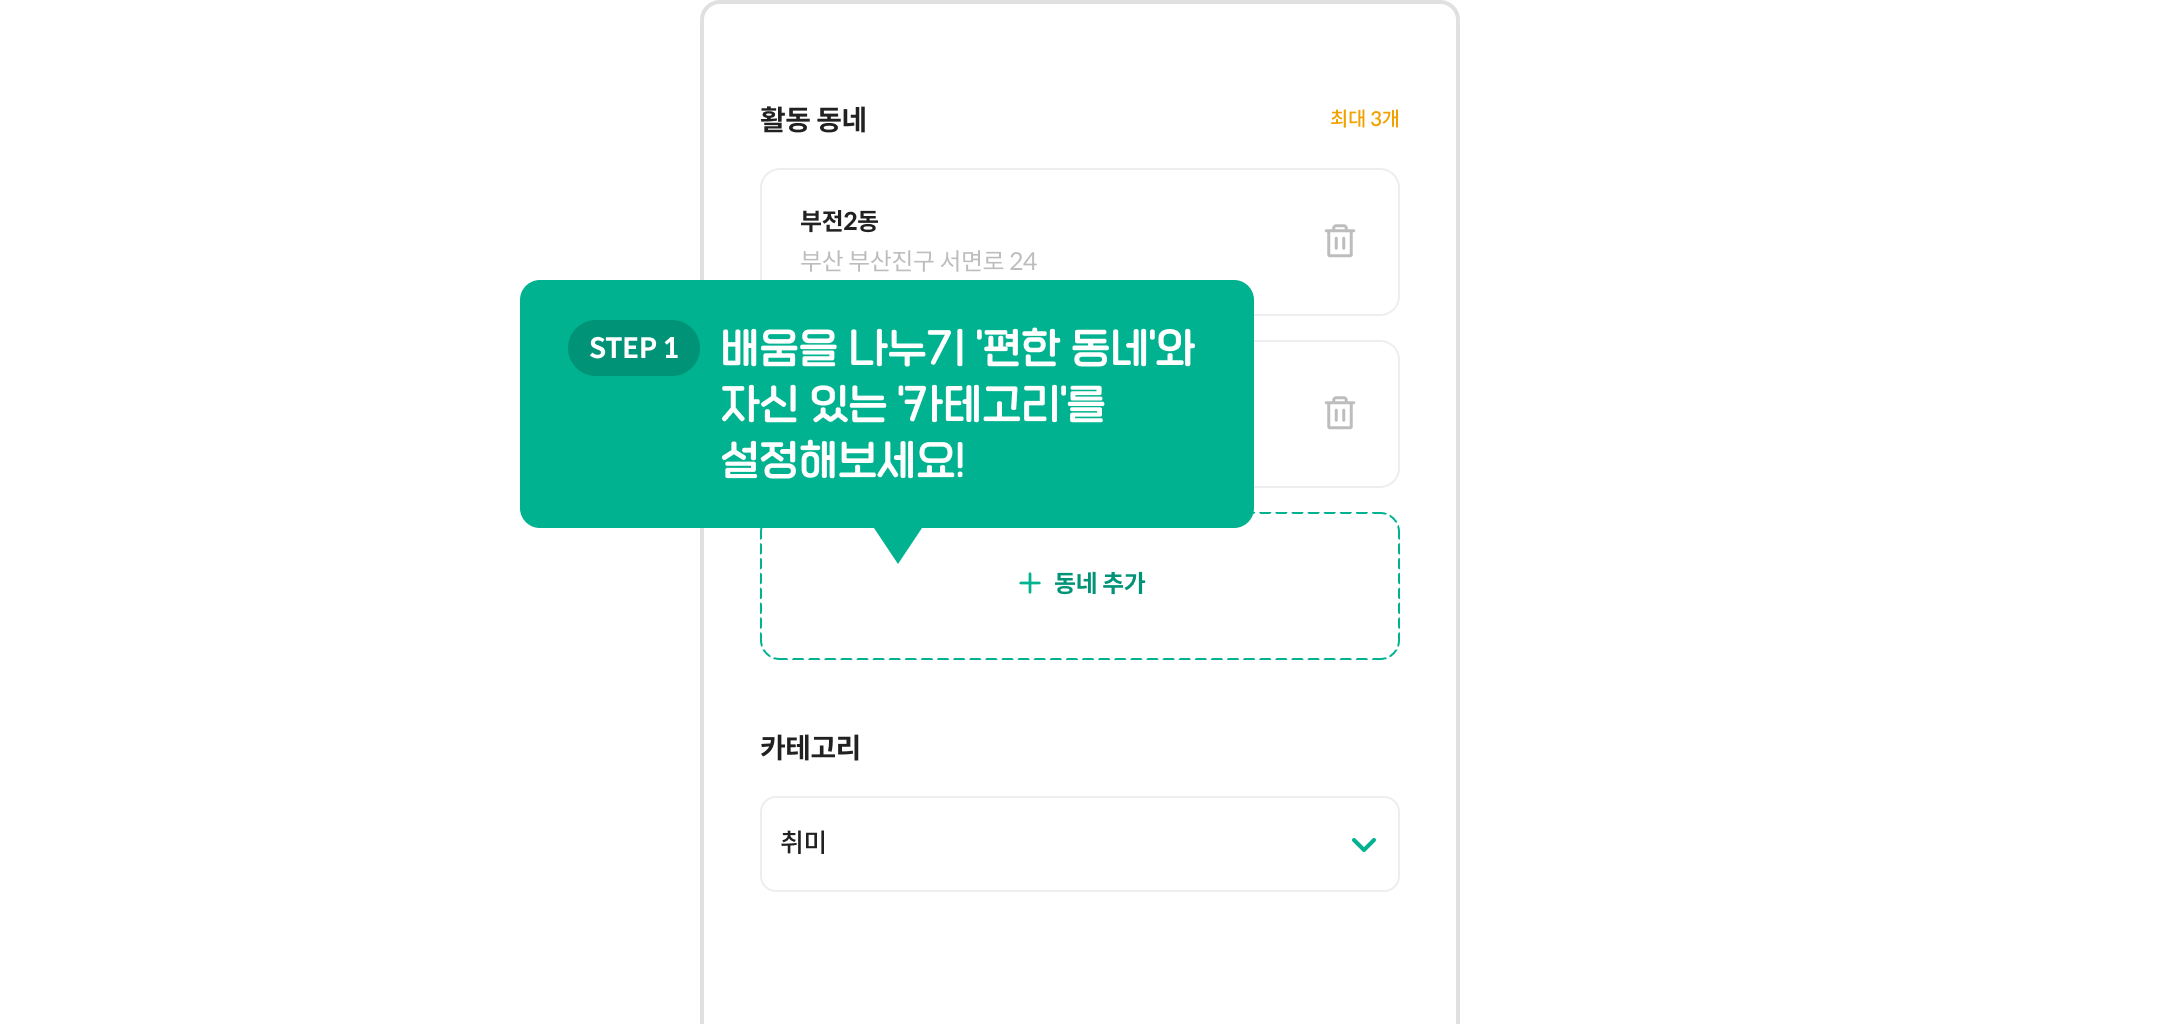 활동 동네
최대 3개
부전2동
부산 부산진구 서면로 24
STEP 1
배움을 나누기 '편한 동네'와
자신 있는 '카테고리'를
설정해보세요!
동네 추가
카테고리
취미